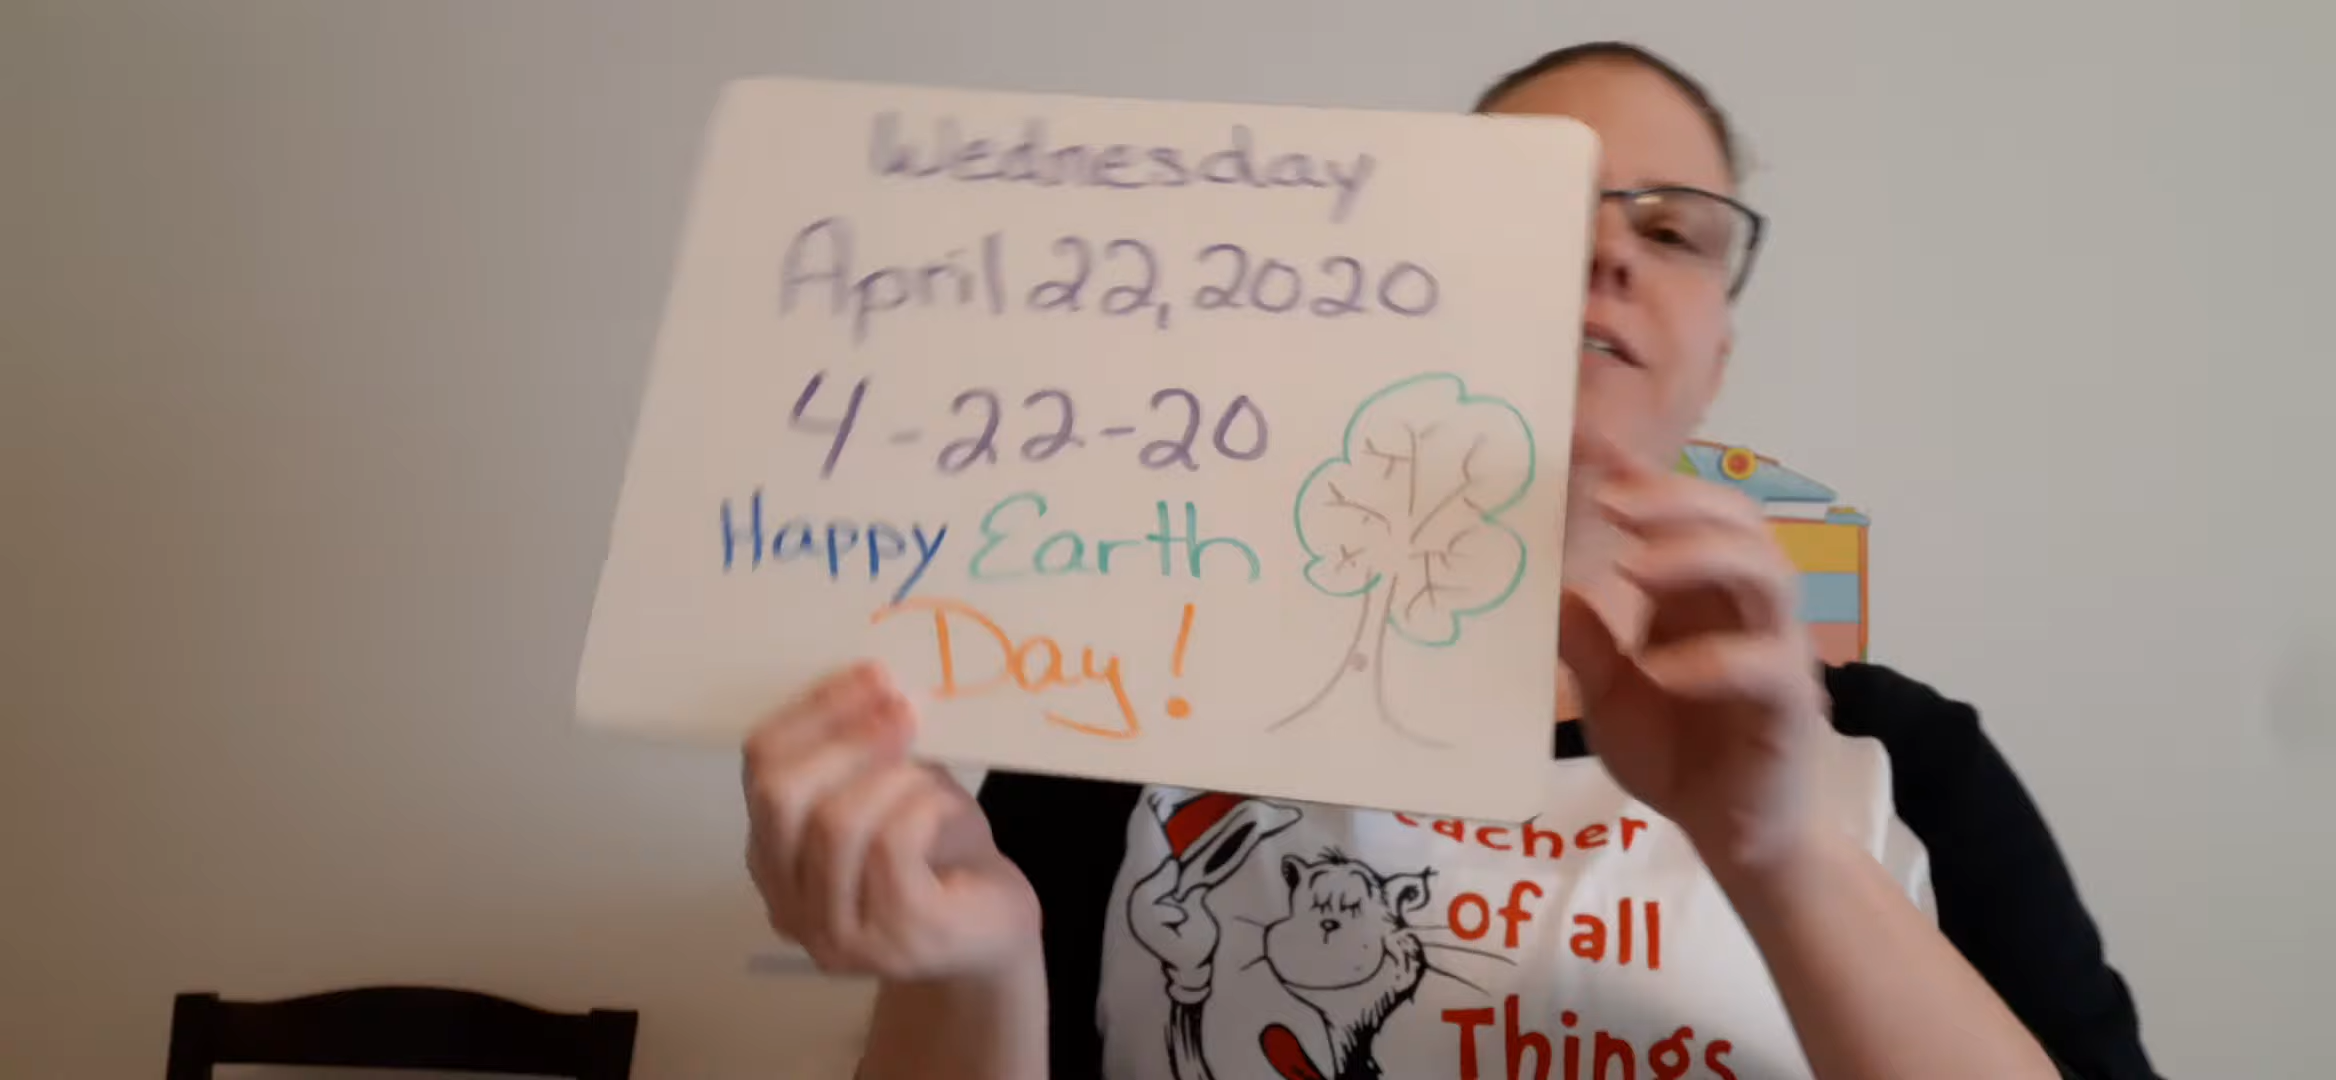 Wednesday
April 22, 2020
4-22-20
Happy Earth
Day!
of all
Things